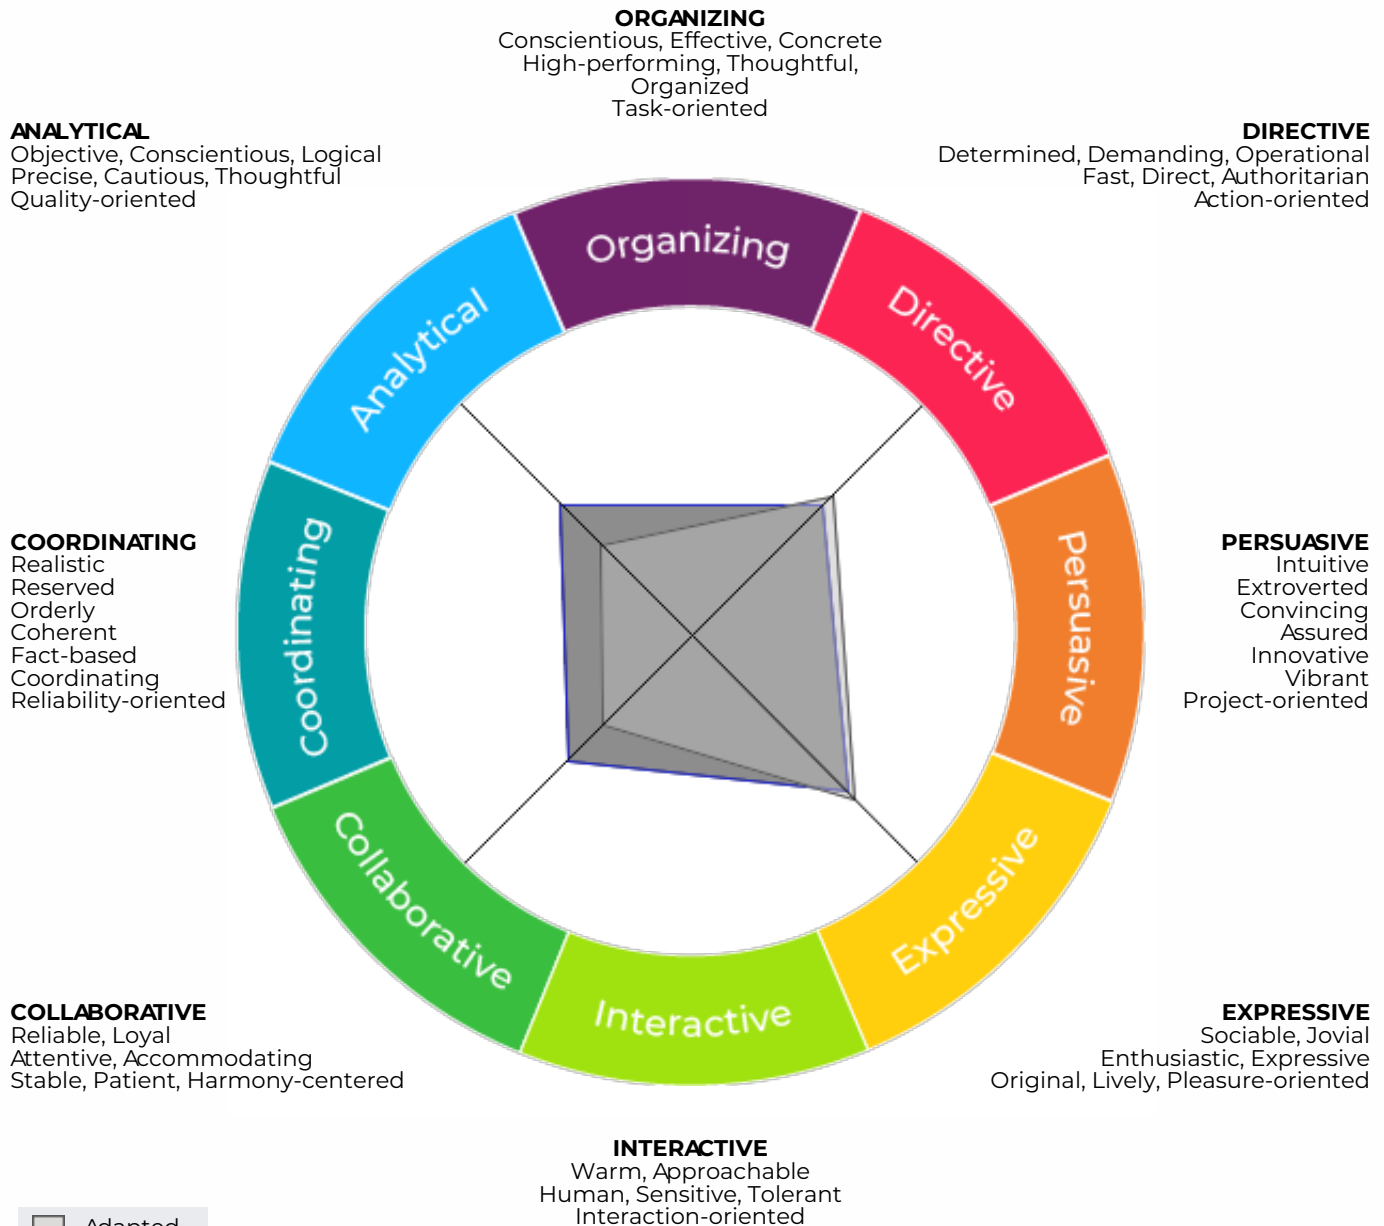 ORGANIZING
Conscientious, Effective, Concrete
High-performing, Thoughtful,
Organized
Task-oriented
ANALYTICAL
Objective, Conscientious, Logical
Precise, Cautious, Thoughtful
Quality-oriented
DIRECTIVE
Determined, Demanding, Operational
Fast, Direct, Authoritarian
Action-oriented
Organizing
Analytical
Directive
Coordinating
Persuasive
Collaborative
Expressive
Interactive
COORDINATING
Realistic
Reserved
Orderly
Coherent
Fact-based
Coordinating
Reliability-oriented
PERSUASIVE
Intuitive
Extroverted
Convincing
Assured
Innovative
Vibrant
Project-oriented
COLLABORATIVE
Reliable, Loyal
Attentive, Accommodating
Stable, Patient, Harmony-centered
EXPRESSIVE
Sociable, Jovial
Enthusiastic, Expressive
Original, Lively, Pleasure-oriented
INTERACTIVE
Warm, Approachable
Human, Sensitive, Tolerant
Interaction-oriented
Adapted